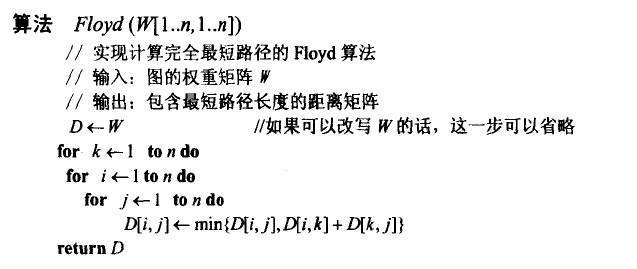 算法 Floyd (W[1..n,1..n])
// 实现计算完全最短路径的 Floyd 算法
// 输入：图的权重矩阵 W
// 输出：包含最短路径长度的距离矩阵
D←W //如果可以改写 W 的话，这一步可以省略
for k←1 to n do
for i←1 to n do
for j←1 to n do
D[i, j]←min{D[i, j], D[i, k]+D[k, j]}
return D